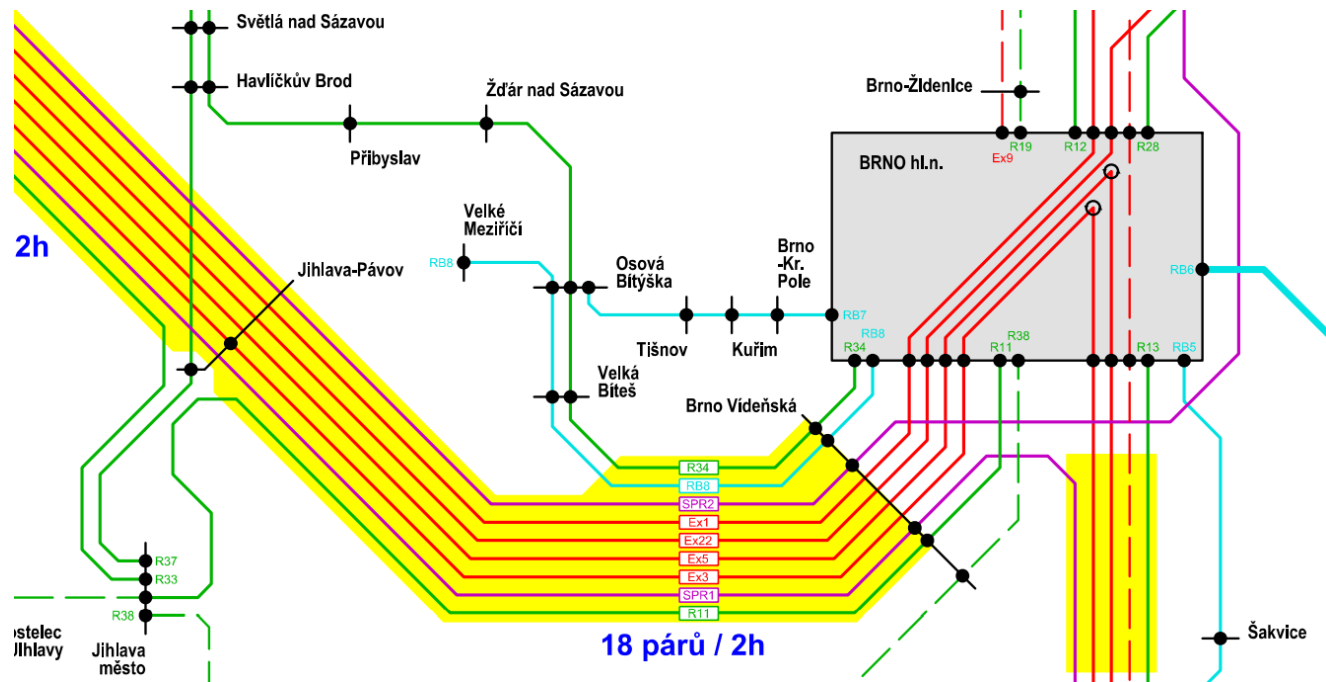 Světlá nad Sázavou
Havlíčkův Brod
Žďár nad Sázavou
Přibyslav
Brno-Židenice
R19
Ex9
R12
R28
BRNO hl.n.
2h
Jihlava-Pávov
Velké
Meziříčí
RB8
Osová
Bítýška
Brno
-Kr.
Pole
Tišnov
Kuřim
RB7
RB8
R34
R38
R11
R13
RB5
RB6
Velká
Bíteš
Brno Vídeňská
R34
RB8
SPR2
Ex1
Ex22
Ex5
Ex3
SPR1
R11
18 párů / 2h
R37
R33
R38
ostelec
Jihlavy
Jihlava
město
Šakvice